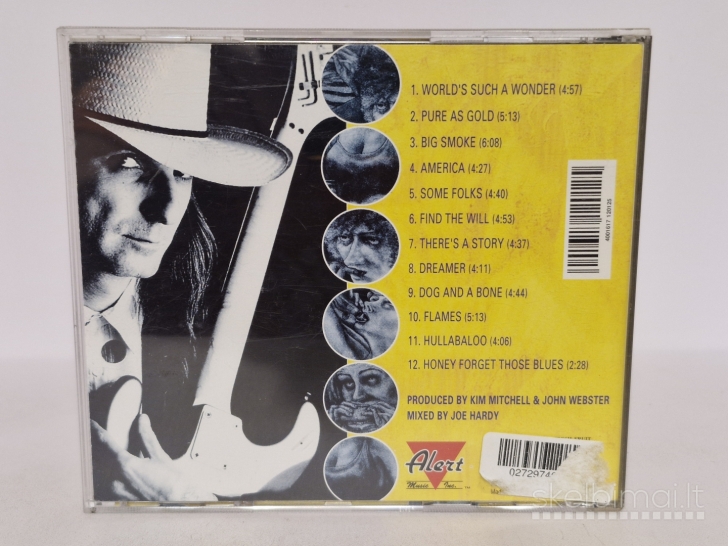 1. WORLD'S SUCH A WONDER (4:57)
2. PURE AS GOLD (5:13)
3. BIG SMOKE (6:08)
4. AMERICA (4:27)
5. SOME FOLKS (4:40)
6. FIND THE WILL (4:53)
7. THERE'S A STORY (4:37)
8. DREAMER (4:11)
9. DOG AND A BONE (4:44)
10. FLAMES (5:13)
11. HULLABALOO (4:06)
12. HONEY FORGET THOSE BLUES (2:28)
4001617 120125
PRODUCED BY KIM MITCHELL & JOHN WEBSTER
MIXED BY JOE HARDY
Alert
Music Inc.
skelbimai.lt